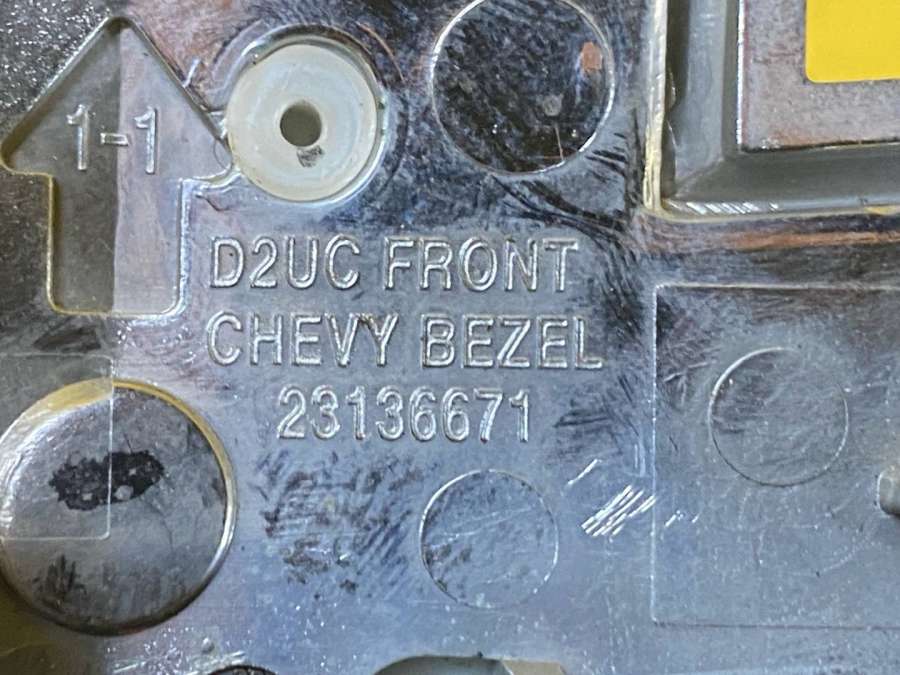 1-1
D2UC FRONT
CHEVY BEZEL
23136671